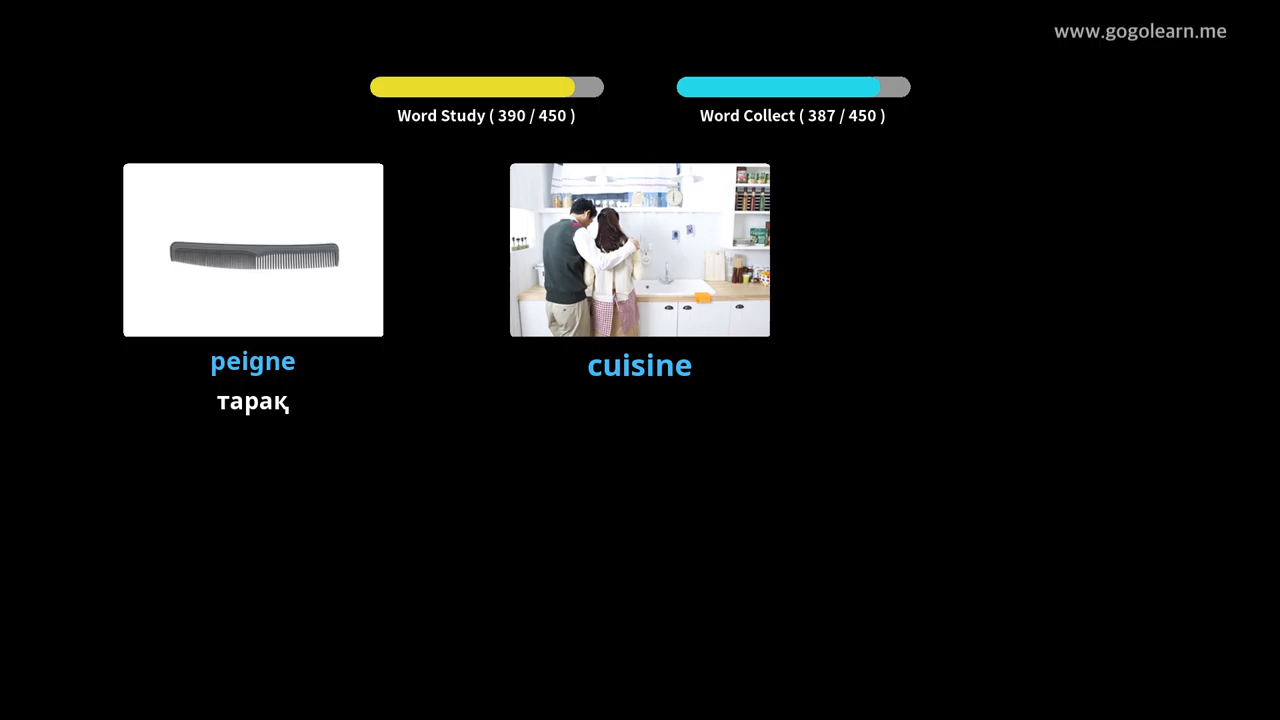 www.gogolearn.me
Word Study ( 390 / 450 )
Word Collect ( 387 / 450 )
peigne
cuisine
тарақ